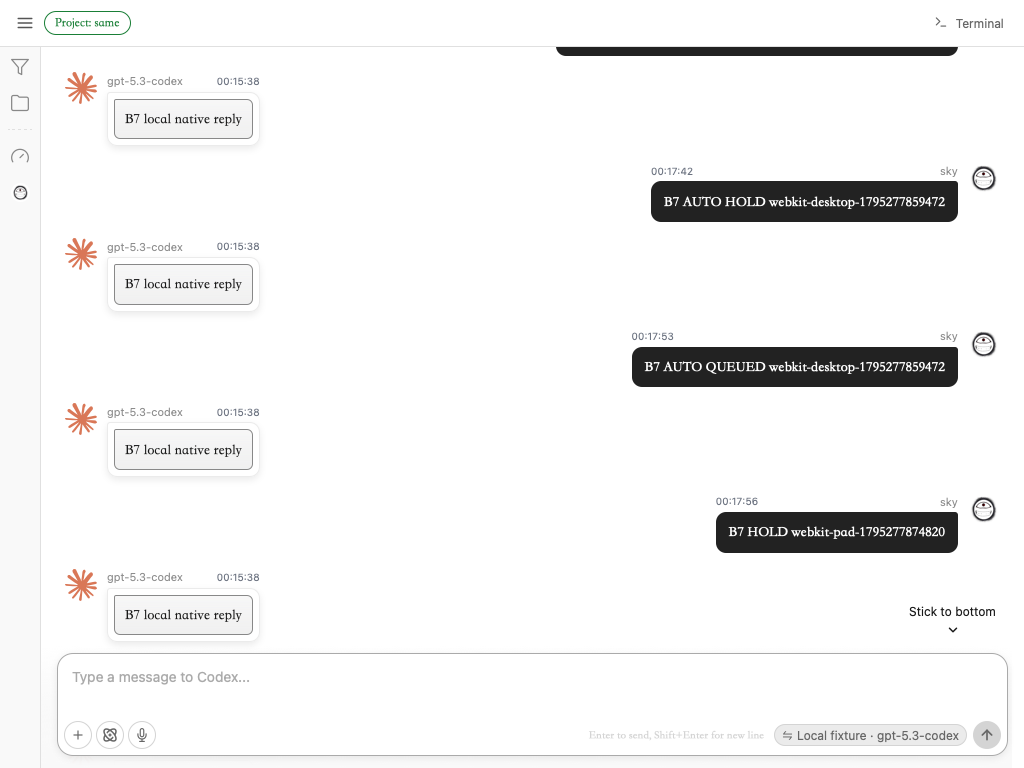 Project: same
Terminal
gpt-5.3-codex 00:15:38
B7 local native reply
00:17:42 sky
B7 AUTO HOLD webkit-desktop-1795277859472
gpt-5.3-codex 00:15:38
B7 local native reply
00:17:53 sky
B7 AUTO QUEUED webkit-desktop-1795277859472
gpt-5.3-codex 00:15:38
B7 local native reply
00:17:56 sky
B7 HOLD webkit-pad-1795277874820
gpt-5.3-codex 00:15:38
B7 local native reply
Stick to bottom
Type a message to Codex...
Enter to send, Shift+Enter for new line
Local fixture · gpt-5.3-codex